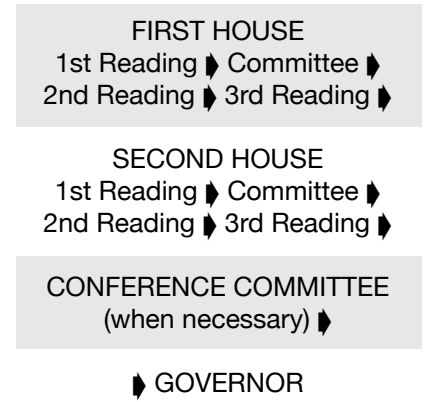 FIRST HOUSE
1st Reading ➧ Committee ➧
2nd Reading ➧ 3rd Reading ➧
SECOND HOUSE
1st Reading ➧ Committee ➧
2nd Reading ➧ 3rd Reading ➧
CONFERENCE COMMITTEE
(when necessary) ➧
➧ GOVERNOR